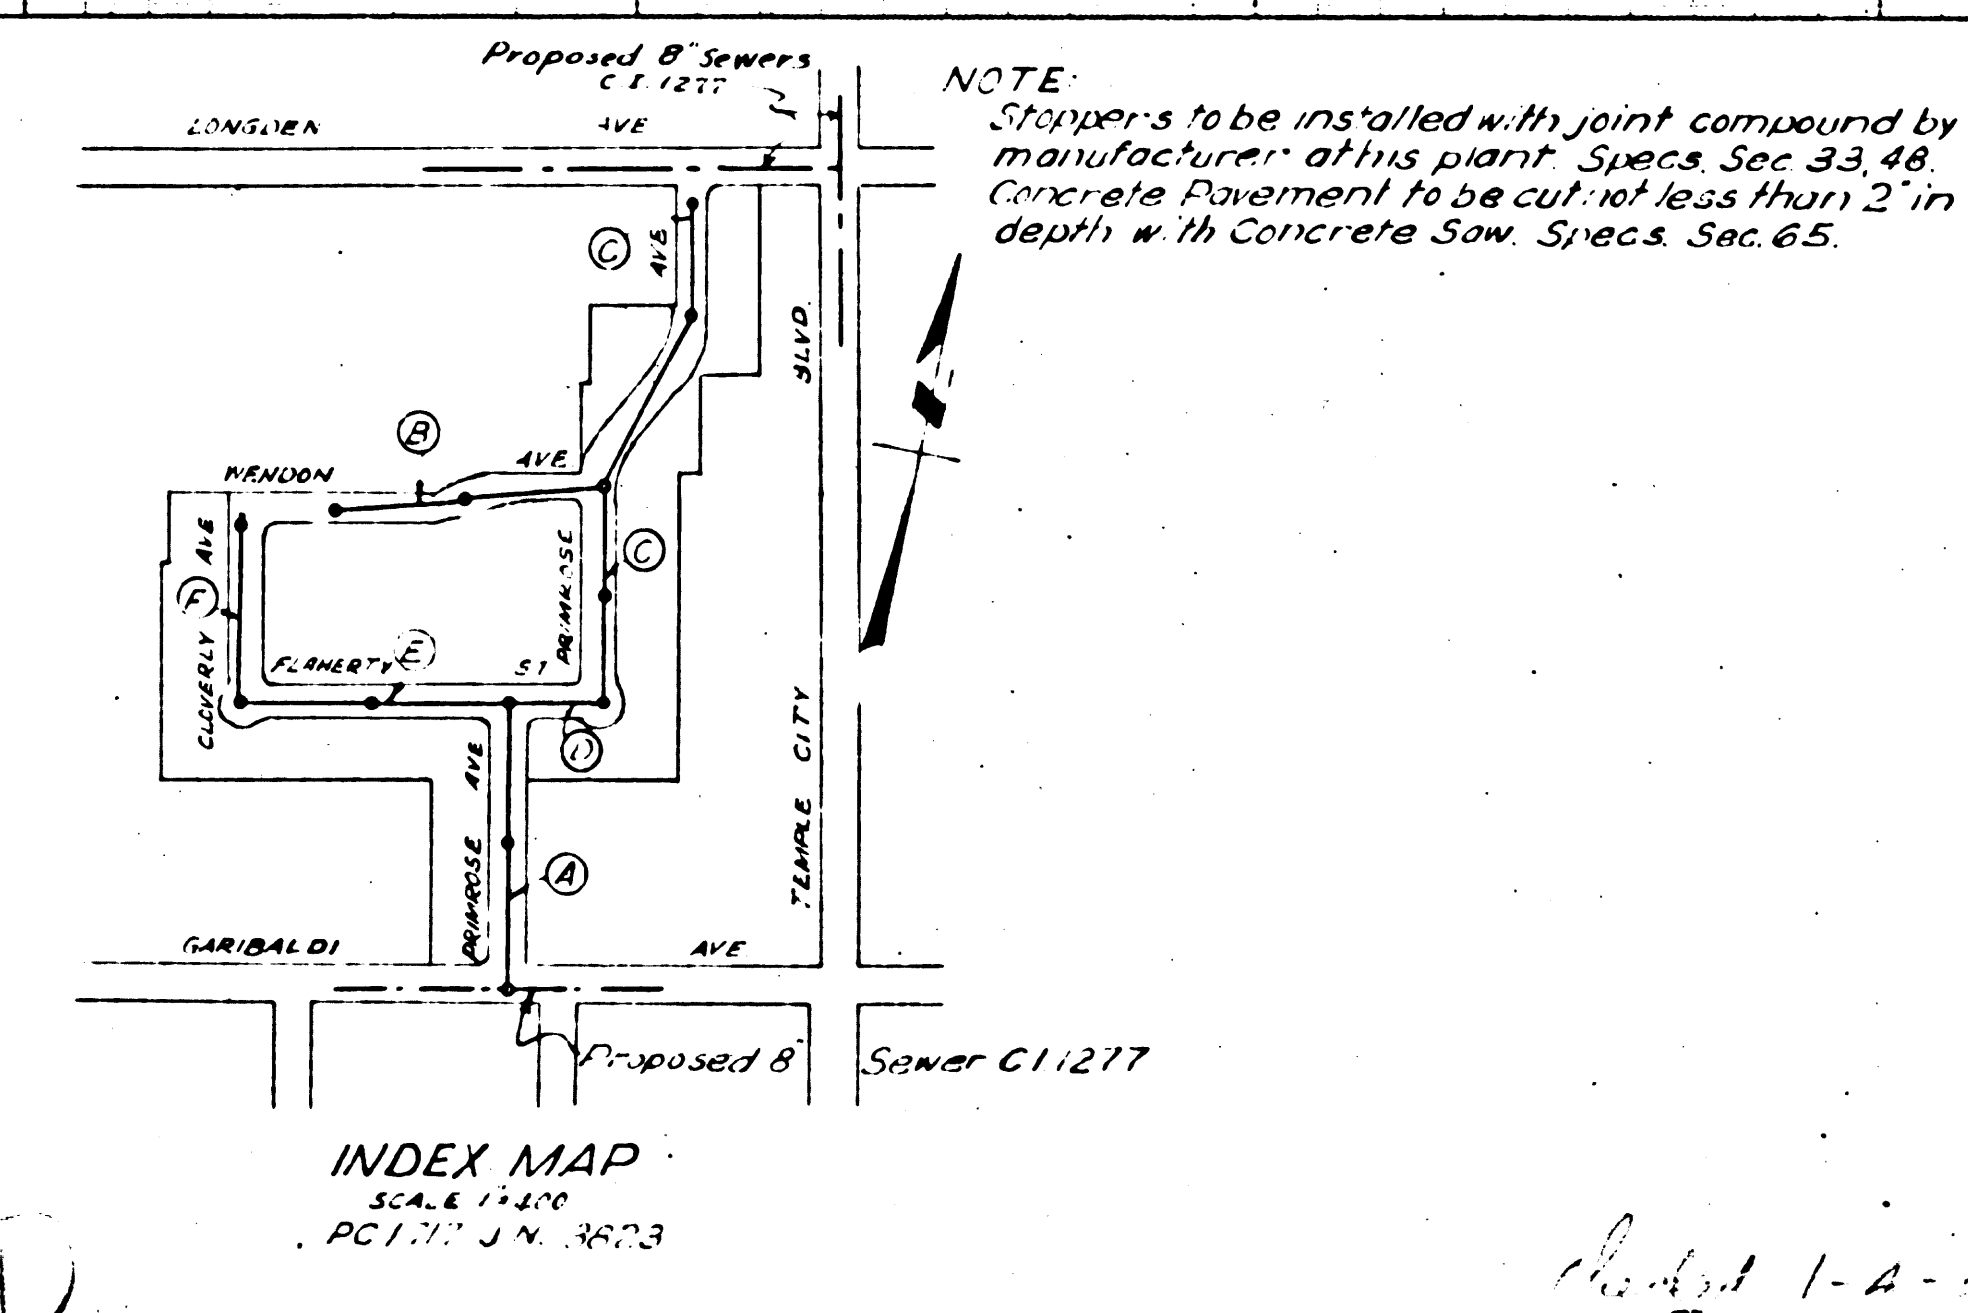 Proposed 8" Sewers
C.I. 1277
LONGDEN AVE
NOTE:
Stoppers to be installed with joint compound by
manufacturer at his plant. Specs. Sec. 33, 48.
Concrete Pavement to be cut not less than 2" in
depth with Concrete Saw. Specs. Sec. 65.
C
AVE
BLVD.
B
WENDON AVE.
AVE
C
PRIMROSE
F
CLOVERLY
FLAHERTY ST
E
D
TEMPLE CITY
AVE
PRIMROSE
A
GARIBALDI AVE.
Proposed 8" Sewer C.I. 1277
INDEX MAP
SCALE 1"=400
PC J.N. 3823
1-4-